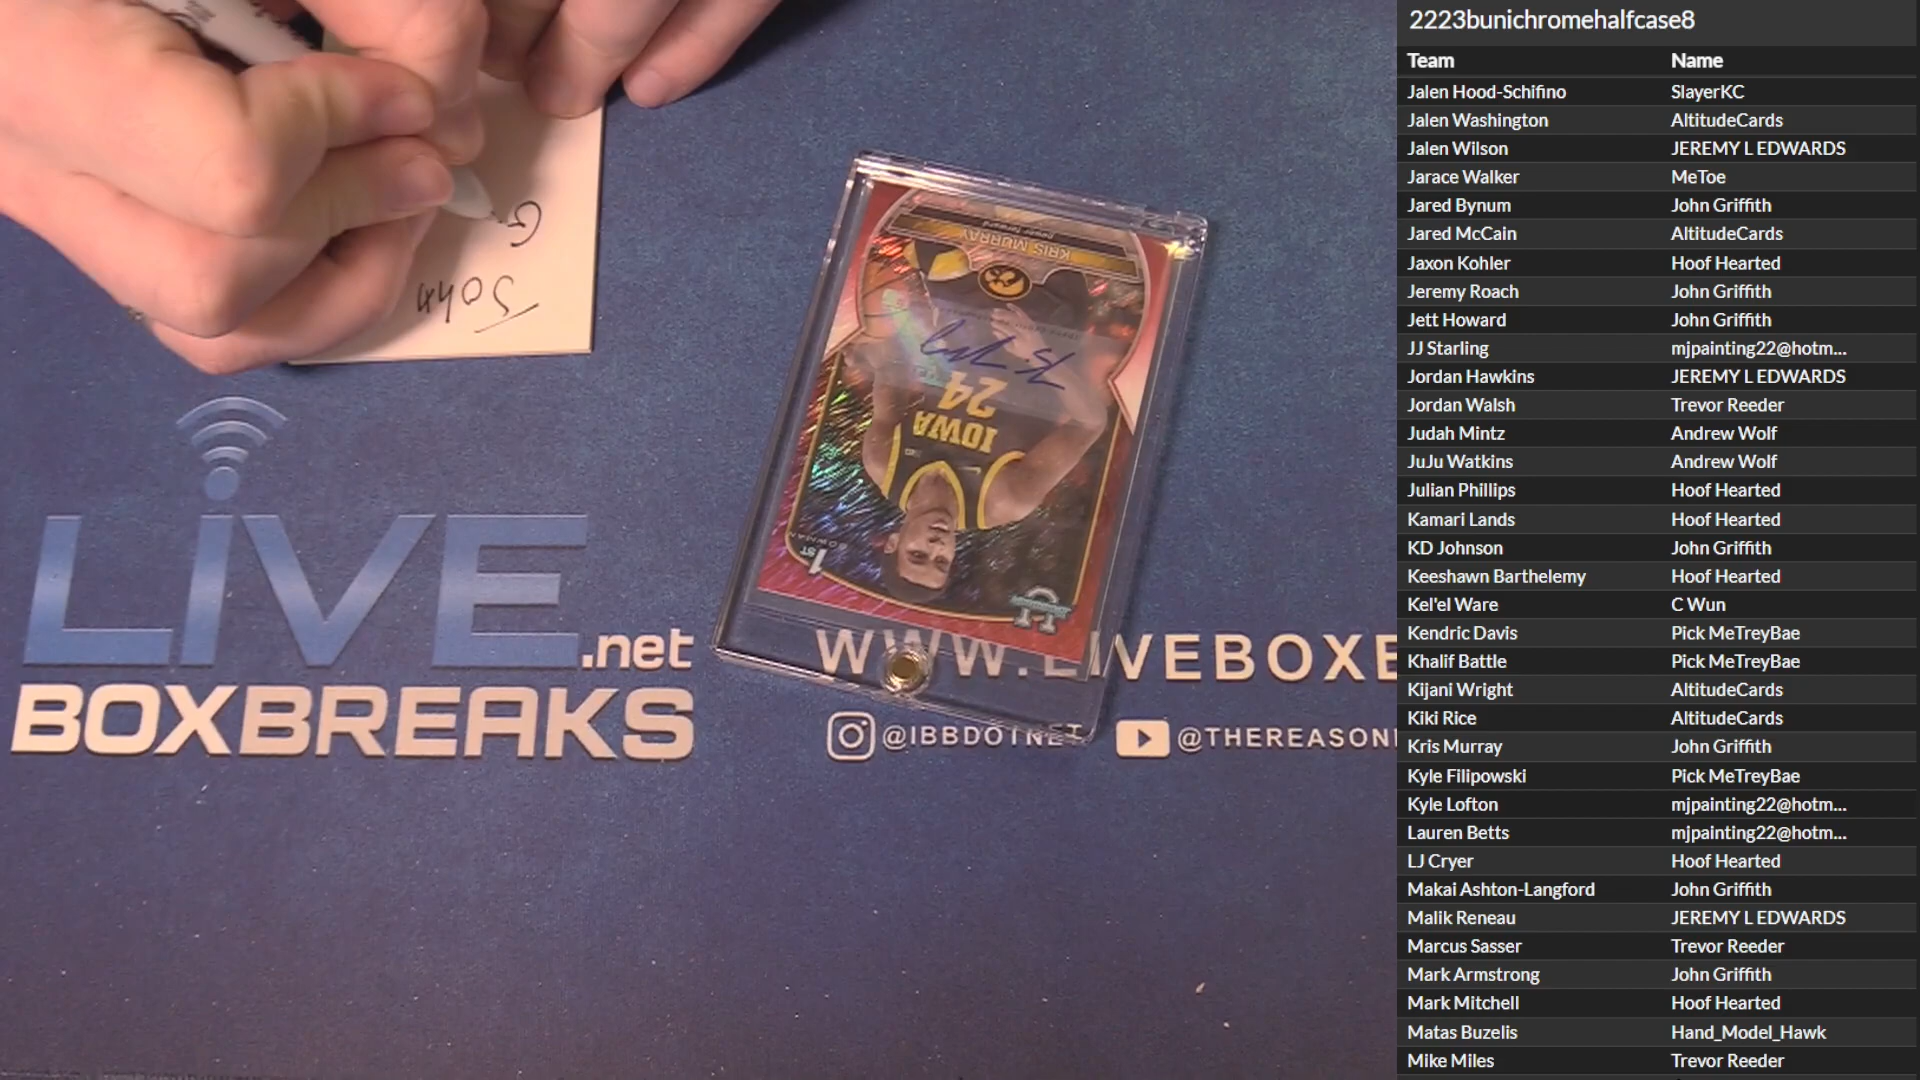 2223bunichromehalfcase8
Team Name
Jalen Hood-Schifino SlayerKC
Jalen Washington AltitudeCards
Jalen Wilson JEREMY L EDWARDS
Jarace Walker MeToe
Jared Bynum John Griffith
Jared McCain AltitudeCards
Jaxon Kohler Hoof Hearted
Jeremy Roach John Griffith
Jett Howard John Griffith
JJ Starling mjpainting22@hotm...
Jordan Hawkins JEREMY L EDWARDS
Jordan Walsh Trevor Reeder
Judah Mintz Andrew Wolf
JuJu Watkins Andrew Wolf
Julian Phillips Hoof Hearted
Kamari Lands Hoof Hearted
KD Johnson John Griffith
Keeshawn Barthelemy Hoof Hearted
Kel'el Ware C Wun
Kendric Davis Pick MeTreyBae
Khalif Battle Pick MeTreyBae
Kijani Wright AltitudeCards
Kiki Rice AltitudeCards
Kris Murray John Griffith
Kyle Filipowski Pick MeTreyBae
Kyle Lofton mjpainting22@hotm...
Lauren Betts mjpainting22@hotm...
LJ Cryer Hoof Hearted
Makai Ashton-Langford John Griffith
Malik Reneau JEREMY L EDWARDS
Marcus Sasser Trevor Reeder
Mark Armstrong John Griffith
Mark Mitchell Hoof Hearted
Matas Buzelis Hand_Model_Hawk
Mike Miles Trevor Reeder
John
G
KRIS MURRAY
24
IOWA
1ST
BOWMAN
LIVE.net
BOXBREAKS
WWW.LIVEBOXB
@IBBDOTNET @THEREASON